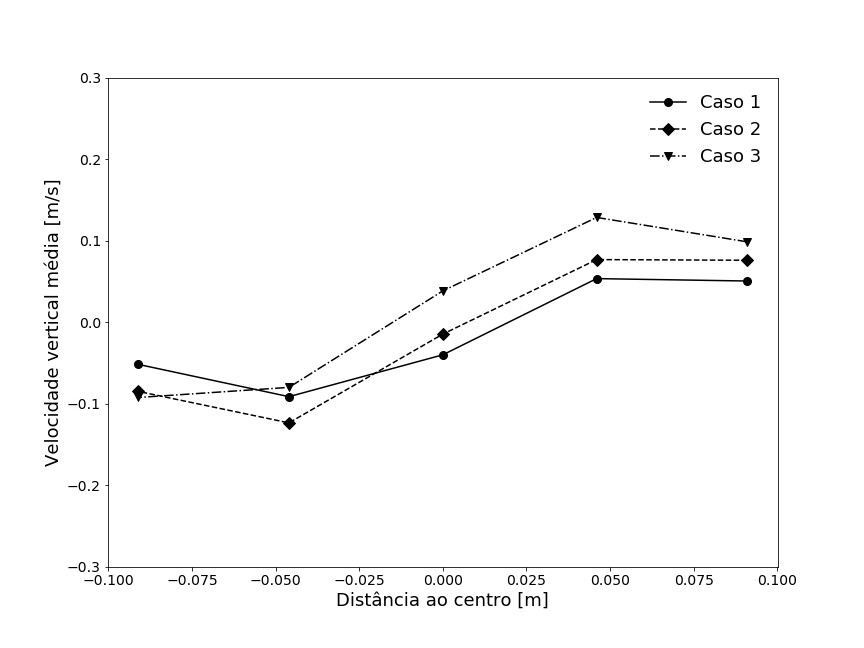 Caso 1
Caso 2
Caso 3
0.3
0.2
0.1
0.0
−0.1
−0.2
−0.3
Velocidade vertical média [m/s]
−0.100 −0.075 −0.050 −0.025 0.000 0.025 0.050 0.075 0.100
Distância ao centro [m]